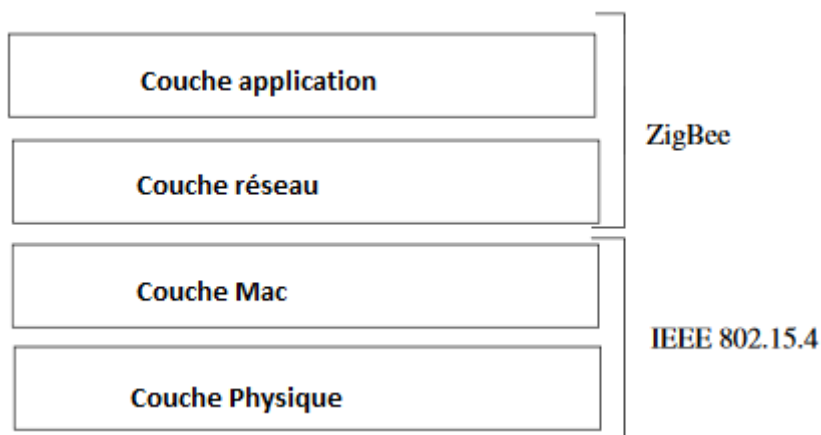 Couche application
ZigBee
Couche réseau
Couche Mac
IEEE 802.15.4
Couche Physique